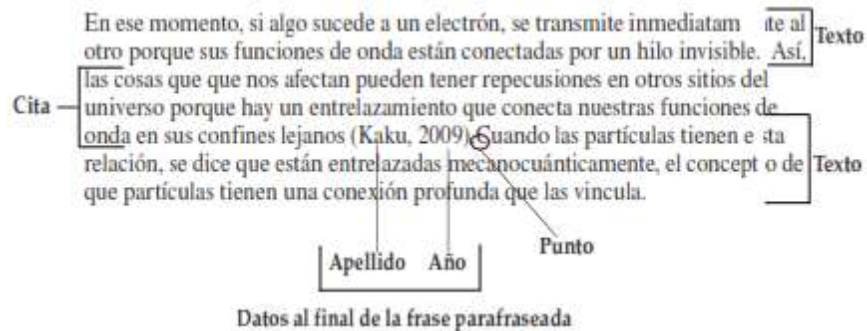 En ese momento, si algo sucede a un electrón, se transmite inmediatam te al
otro porque sus funciones de onda están conectadas por un hilo invisible. Así,
Texto
las cosas que que nos afectan pueden tener repecusiones en otros sitios del
Cita
universo porque hay un entrelazamiento que conecta nuestras funciones de
onda en sus confines lejanos (Kaku, 2009). Cuando las partículas tienen e sta
relación, se dice que están entrelazadas mecanocuánticamente, el concept o de
Texto
que partículas tienen una conexión profunda que las vincula.
Punto
Apellido Año
Datos al final de la frase parafraseada